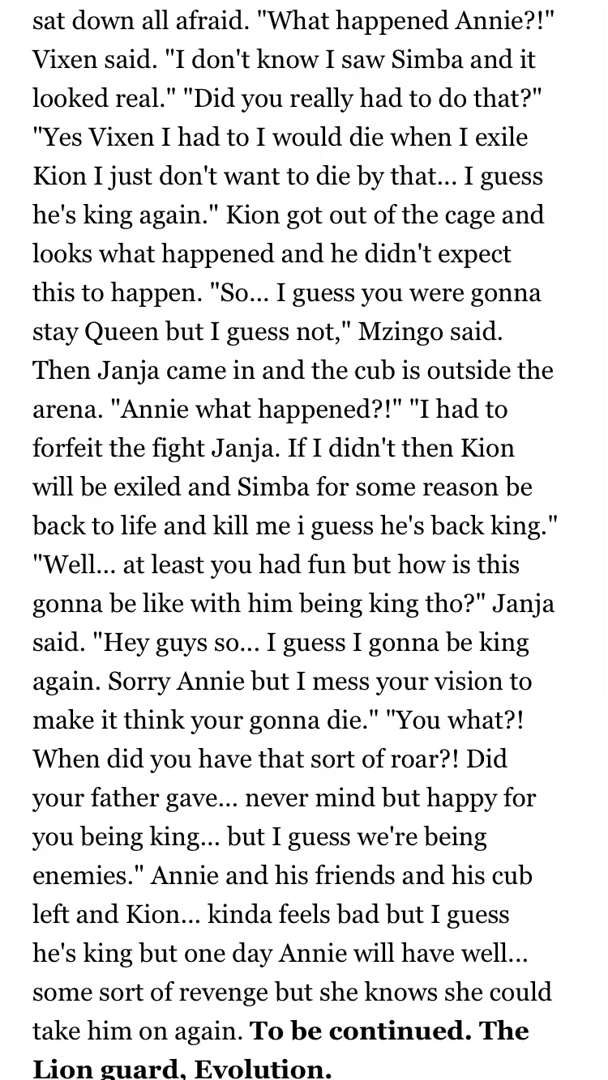 sat down all afraid. "What happened Annie?!"
Vixen said. "I don't know I saw Simba and it
looked real." "Did you really had to do that?"
"Yes Vixen I had to I would die when I exile
Kion I just don't want to die by that... I guess
he's king again." Kion got out of the cage and
looks what happened and he didn't expect
this to happen. "So... I guess you were gonna
stay Queen but I guess not," Mzingo said.
Then Janja came in and the cub is outside the
arena. "Annie what happened?!" "I had to
forfeit the fight Janja. If I didn't then Kion
will be exiled and Simba for some reason be
back to life and kill me i guess he's back king."
"Well... at least you had fun but how is this
gonna be like with him being king tho?" Janja
said. "Hey guys so... I guess I gonna be king
again. Sorry Annie but I mess your vision to
make it think your gonna die." "You what?!
When did you have that sort of roar?! Did
your father gave... never mind but happy for
you being king... but I guess we're being
enemies." Annie and his friends and his cub
left and Kion... kinda feels bad but I guess
he's king but one day Annie will have well...
some sort of revenge but she knows she could
take him on again. To be continued. The
Lion guard, Evolution.